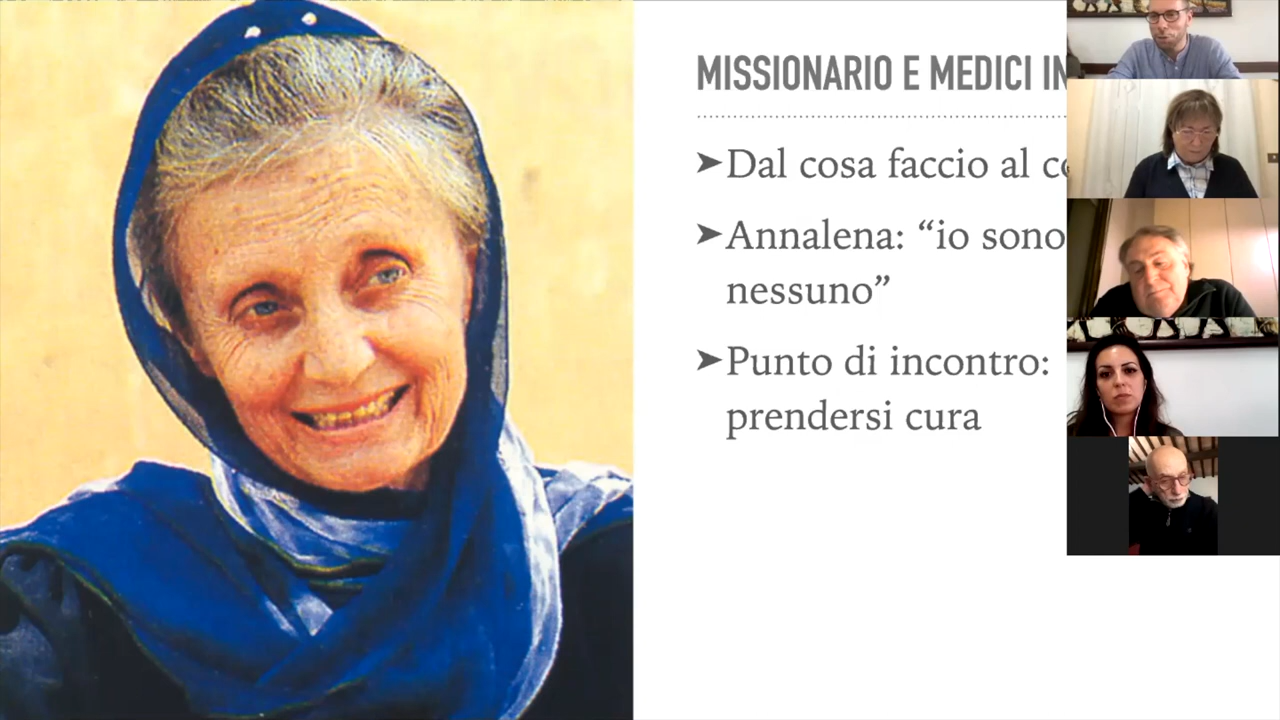 MISSIONARIO E MEDICI IN
➤Dal cosa faccio al
➤Annalena: “io sono
nessuno”
➤Punto di incontro:
prendersi cura